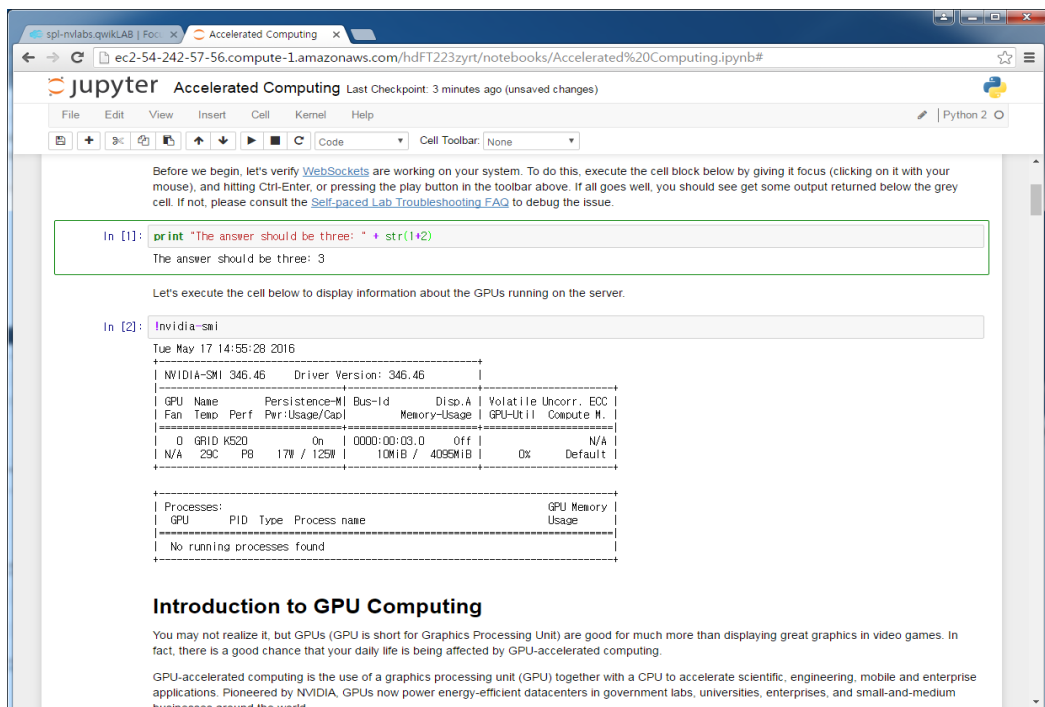 spl-nvlabs.qwikLAB | Foc
Accelerated Computing
ec2-54-242-57-56.compute-1.amazonaws.com/hdFT223zyrt/notebooks/Accelerated%20Computing.ipynb#
jupyter Accelerated Computing Last Checkpoint: 3 minutes ago (unsaved changes)
File Edit View Insert Cell Kernel Help Python 2
Code Cell Toolbar: None
Before we begin, let's verify WebSockets are working on your system. To do this, execute the cell block below by giving it focus (clicking on it with your
mouse), and hitting Ctrl-Enter, or pressing the play button in the toolbar above. If all goes well, you should see get some output returned below the grey
cell. If not, please consult the Self-paced Lab Troubleshooting FAQ to debug the issue.
In [1]: print "The answer should be three: " + str(1+2)
The answer should be three: 3
Let's execute the cell below to display information about the GPUs running on the server.
In [2]: !nvidia-smi
Tue May 17 14:55:28 2016
| NVIDIA-SMI 346.46 Driver Version: 346.46 |
| GPU Name Persistence-M| Bus-Id Disp.A | Volatile Uncorr. ECC |
| Fan Temp Perf Pwr:Usage/Cap| Memory-Usage | GPU-Util Compute M. |
| 0 GRID K520 On | 0000:00:03.0 Off | N/A |
| N/A 29C P8 17W / 125W | 10MiB / 4095MiB | 0% Default |
| Processes: GPU Memory |
| GPU PID Type Process name Usage |
| No running processes found |
Introduction to GPU Computing
You may not realize it, but GPUs (GPU is short for Graphics Processing Unit) are good for much more than displaying great graphics in video games. In
fact, there is a good chance that your daily life is being affected by GPU-accelerated computing.
GPU-accelerated computing is the use of a graphics processing unit (GPU) together with a CPU to accelerate scientific, engineering, mobile and enterprise
applications. Pioneered by NVIDIA, GPUs now power energy-efficient datacenters in government labs, universities, enterprises, and small-and-medium
businesses around the world